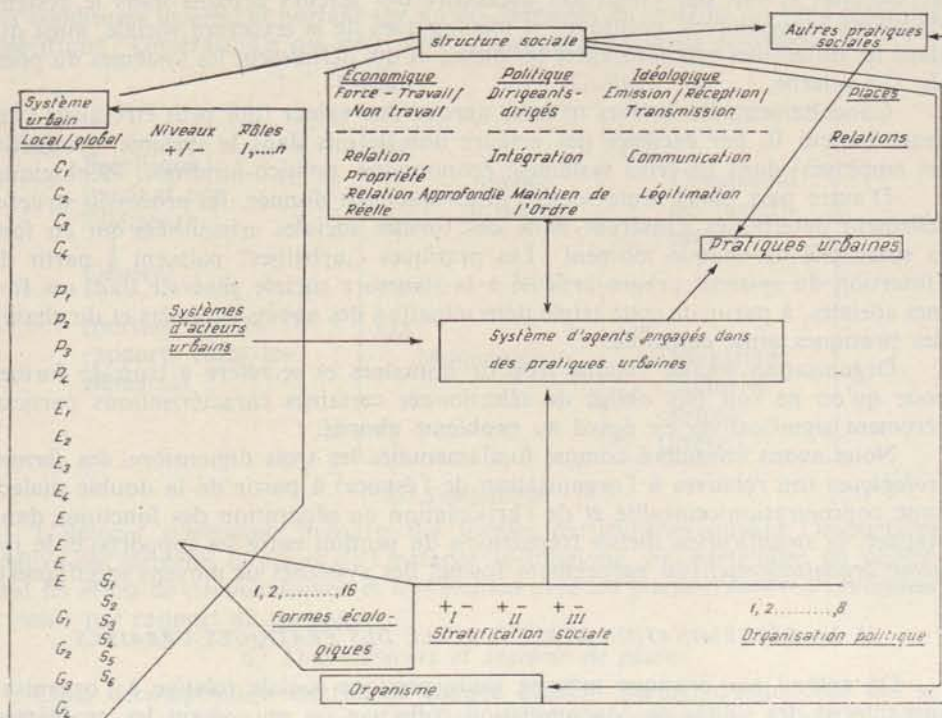 structure sociale
Autres pratiques
sociales
Économique
Force - Travail /
Non travail
Politique
Dirigeants-
dirigés
Idéologique
Emission / Réception /
Transmission
Places
Système
urbain
Local/global
Niveaux
+ / -
Rôles
1,....n
Relations
Relation
Propriété
Relation Approfondie
Réelle
Intégration
Maintien de
l'Ordre
Communication
Légitimation
C₁
C₂
C₃
C₄
Pratiques urbaines
P₁
P₂
P₃
P₄
Systèmes
d'acteurs
urbains
Système d'agents engagés dans
des pratiques urbaines
E₁
E₂
E₃
E₄
E
E
E
E
G₁
G₂
G₃
G₄
S₁
S₂
S₃
S₄
S₅
S₆
1, 2.........,16
Formes écolo-
giques
+ - + - + -
I II III
Stratification sociale
1, 2..........,8
Organisation politique
Organisme